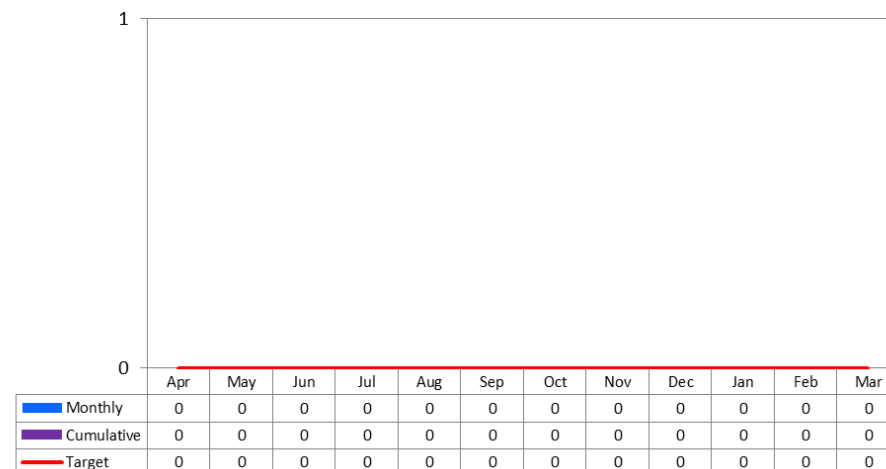 1
0
Apr May Jun Jul Aug Sep Oct Nov Dec Jan Feb Mar
Monthly 0 0 0 0 0 0 0 0 0 0 0 0
Cumulative 0 0 0 0 0 0 0 0 0 0 0 0
Target 0 0 0 0 0 0 0 0 0 0 0 0